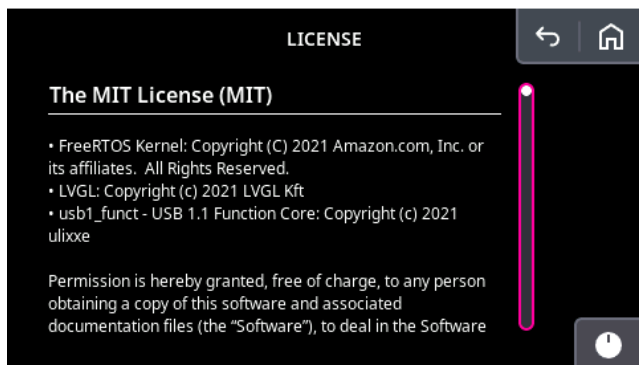 LICENSE
The MIT License (MIT)
• FreeRTOS Kernel: Copyright (C) 2021 Amazon.com, Inc. or
its affiliates.  All Rights Reserved.
• LVGL: Copyright (c) 2021 LVGL Kft
• usb1_funct - USB 1.1 Function Core: Copyright (c) 2021
ulixxe
Permission is hereby granted, free of charge, to any person
obtaining a copy of this software and associated
documentation files (the “Software”), to deal in the Software